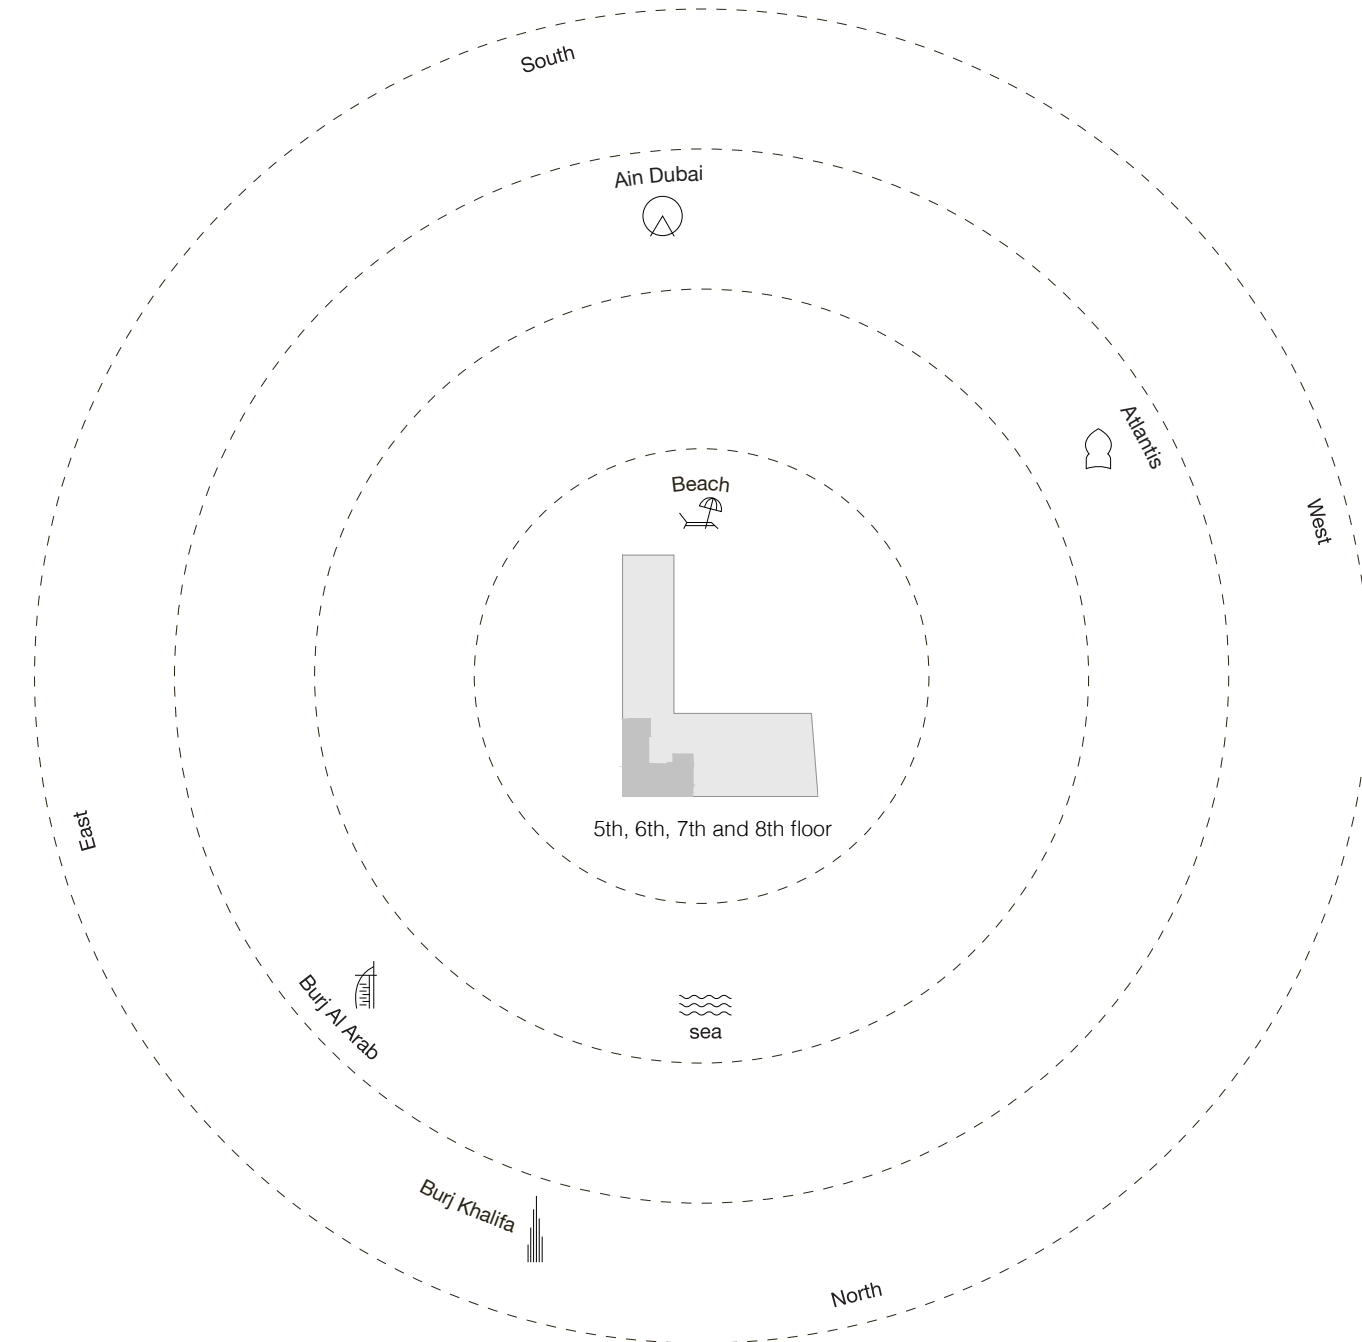 South
Ain Dubai
Atlantis
Beach
West
East
5th, 6th, 7th and 8th floor
Burj Al Arab
sea
Burj Khalifa
North